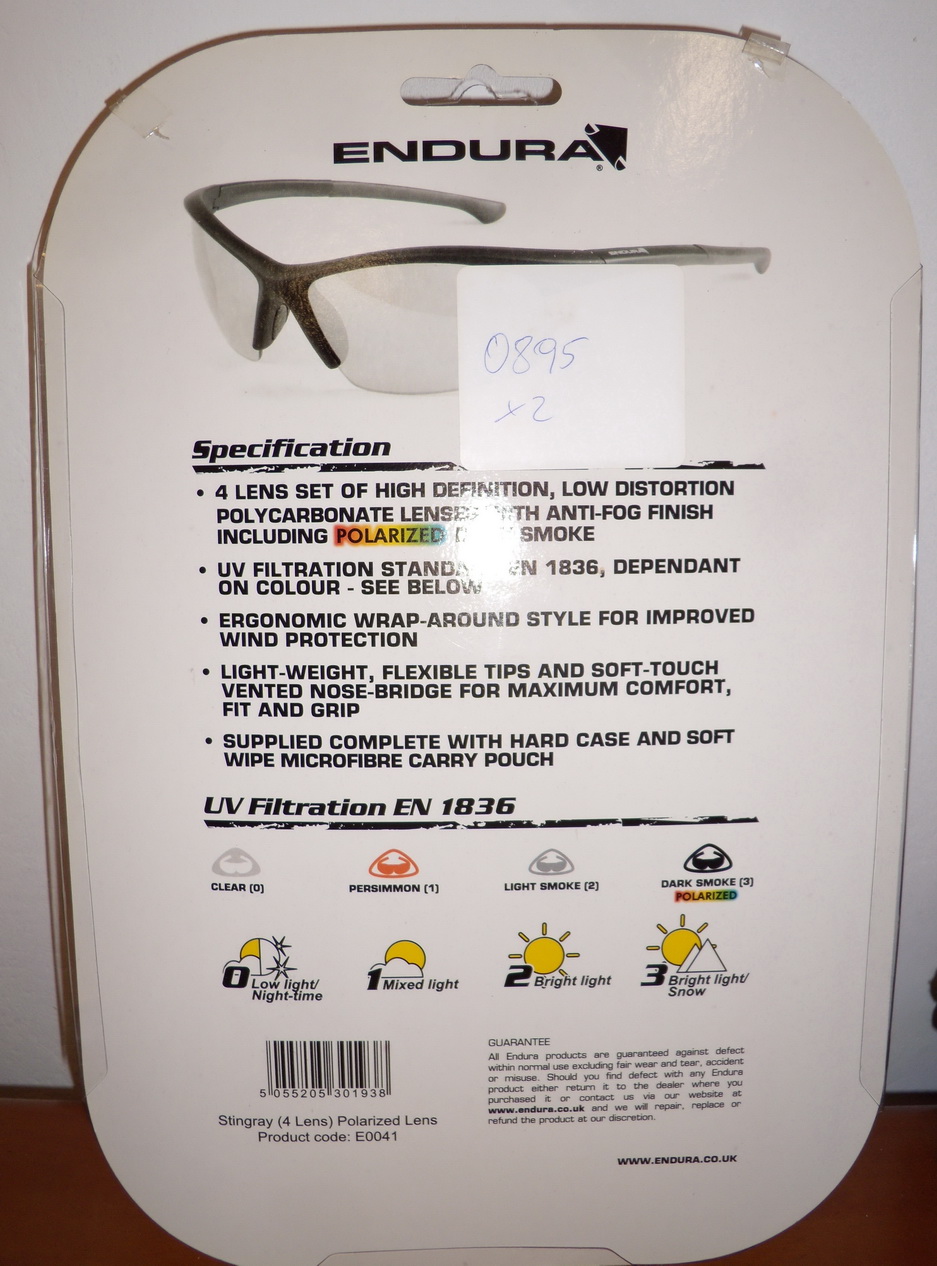 ENDURA
®
ENDURA
0895
x2
Specification
• 4 LENS SET OF HIGH DEFINITION, LOW DISTORTION
POLYCARBONATE LENSES WITH ANTI-FOG FINISH
INCLUDING POLARIZED SMOKE
• UV FILTRATION STANDARD EN 1836, DEPENDANT
ON COLOUR - SEE BELOW
• ERGONOMIC WRAP-AROUND STYLE FOR IMPROVED
WIND PROTECTION
• LIGHT-WEIGHT, FLEXIBLE TIPS AND SOFT-TOUCH
VENTED NOSE-BRIDGE FOR MAXIMUM COMFORT,
FIT AND GRIP
• SUPPLIED COMPLETE WITH HARD CASE AND SOFT
WIPE MICROFIBRE CARRY POUCH
UV Filtration EN 1836
CLEAR (0) PERSIMMON (1) LIGHT SMOKE (2) DARK SMOKE (3)
POLARIZED
0 Low light/ 1 Mixed light 2 Bright light 3 Bright light/
Night-time Snow
5 055205 301938
Stingray (4 Lens) Polarized Lens
Product code: E0041
GUARANTEE
All Endura products are guaranteed against defect
within normal use excluding fair wear and tear, accident
or misuse. Should you find defect with any Endura
product either return it to the dealer where you
purchased it or contact us via our website at
www.endura.co.uk and we will repair, replace or
refund the product at our discretion.
WWW.ENDURA.CO.UK